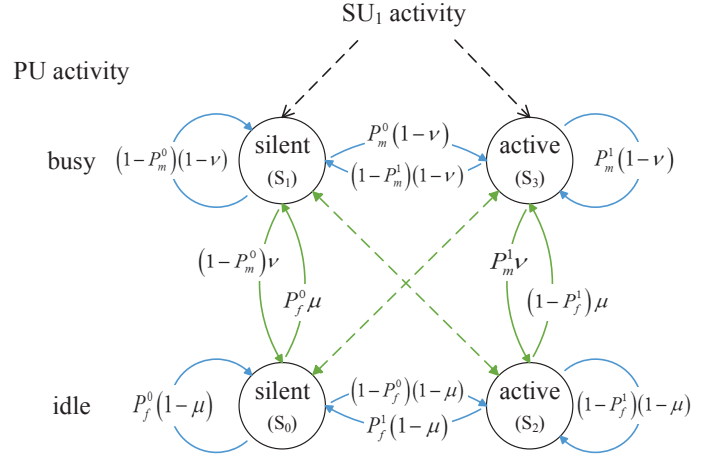 SU₁ activity
PU activity
busy
silent
(S₁)
active
(S₃)
(1−P_m^0)(1−ν)
P_m^0(1−ν)
(1−P_m^1)(1−ν)
P_m^1(1−ν)
(1−P_m^0)ν
P_f^0 μ
P_m^1 ν
(1−P_f^1)μ
idle
silent
(S₀)
active
(S₂)
P_f^0(1−μ)
(1−P_f^0)(1−μ)
P_f^1(1−μ)
(1−P_f^1)(1−μ)